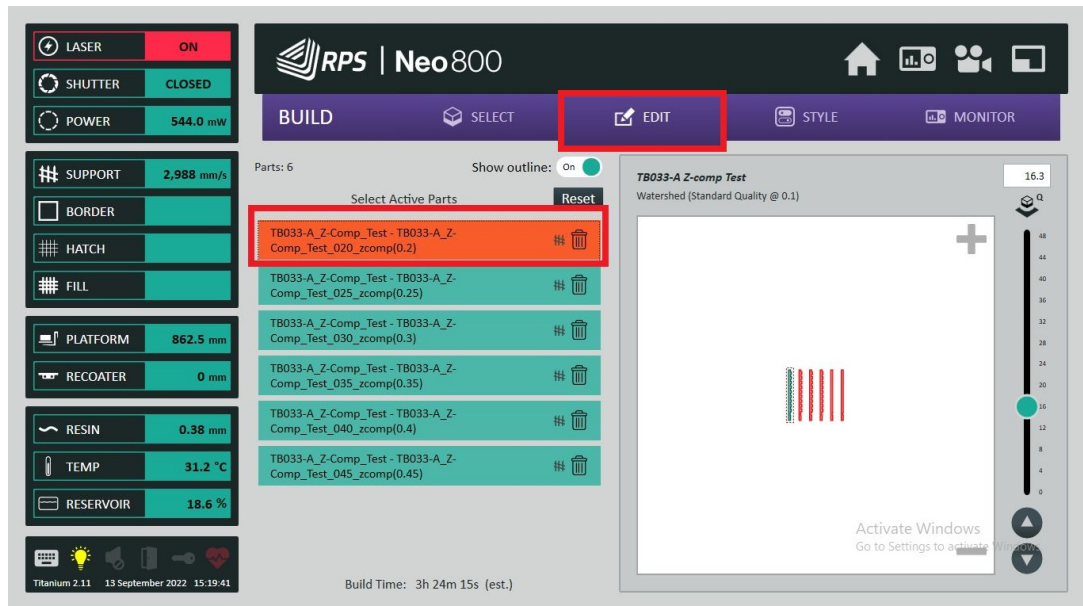 LASER ON
SHUTTER CLOSED
POWER 544.0 mW
SUPPORT 2,988 mm/s
BORDER
HATCH
FILL
PLATFORM 862.5 mm
RECOATER 0 mm
RESIN 0.38 mm
TEMP 31.2 °C
RESERVOIR 18.6 %
Titanium 2.11 13 September 2022 15:19:41
RPS | Neo800
BUILD SELECT EDIT STYLE MONITOR
Parts: 6 Show outline: On
Select Active Parts Reset
TB033-A_Z-Comp_Test - TB033-A_Z-
Comp_Test_020_zcomp(0.2)
TB033-A_Z-Comp_Test - TB033-A_Z-
Comp_Test_025_zcomp(0.25)
TB033-A_Z-Comp_Test - TB033-A_Z-
Comp_Test_030_zcomp(0.3)
TB033-A_Z-Comp_Test - TB033-A_Z-
Comp_Test_035_zcomp(0.35)
TB033-A_Z-Comp_Test - TB033-A_Z-
Comp_Test_040_zcomp(0.4)
TB033-A_Z-Comp_Test - TB033-A_Z-
Comp_Test_045_zcomp(0.45)
Build Time: 3h 24m 15s (est.)
TB033-A Z-comp Test
Watershed (Standard Quality @ 0.1)
16.3
Q
48
44
40
36
32
28
24
20
16
12
8
4
0
Activate Windows
Go to Settings to activate Windows.